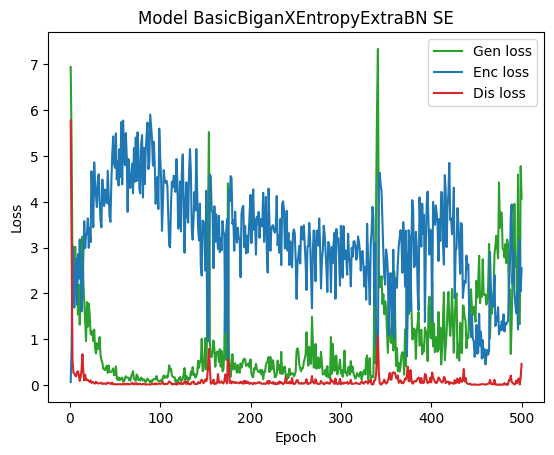 Model BasicBiganXEntropyExtraBN SE
Gen loss
Enc loss
Dis loss
7
6
5
4
3
2
1
0
Loss
0
100
200
300
400
500
Epoch